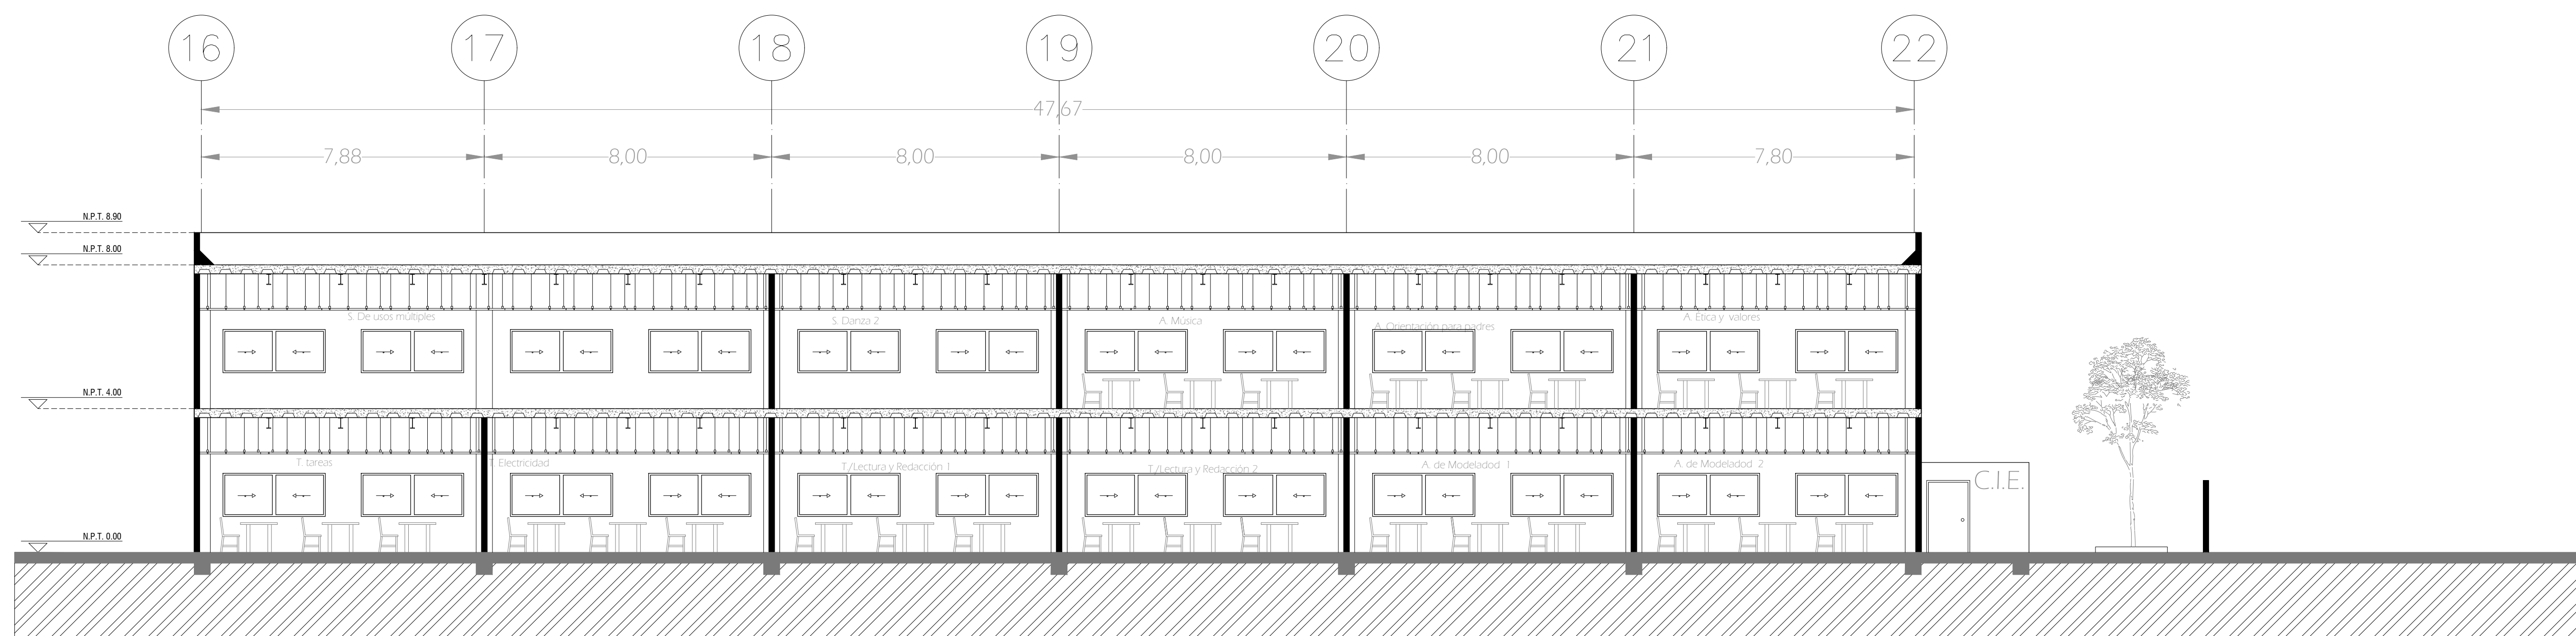 16 17 18 19 20 21 22
47,67
7,88 8,00 8,00 8,00 8,00 7,80
N.P.T. 8.90
N.P.T. 8.00
S. De usos múltiples
S. Danza 2
A. Música
A. Orientación para padres
A. Ética y valores
N.P.T. 4.00
T. tareas
T. Electricidad
T./Lectura y Redacción 1
T./Lectura y Redacción 2
A. de Modeladod 1
A. de Modeladod 2
C.I.E.
N.P.T. 0.00